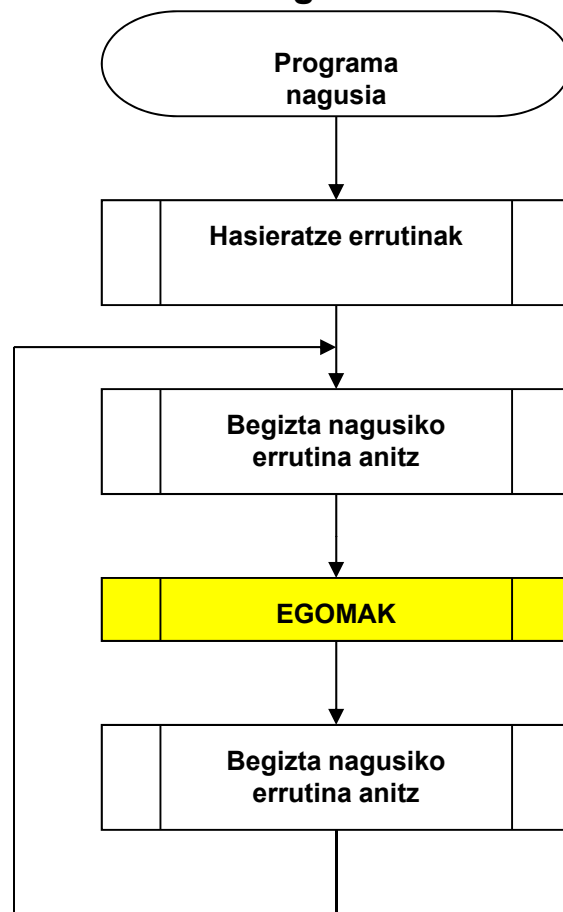 Programa
nagusia
Hasieratze errutinak
Begizta nagusiko
errutina anitz
EGOMAK
Begizta nagusiko
errutina anitz